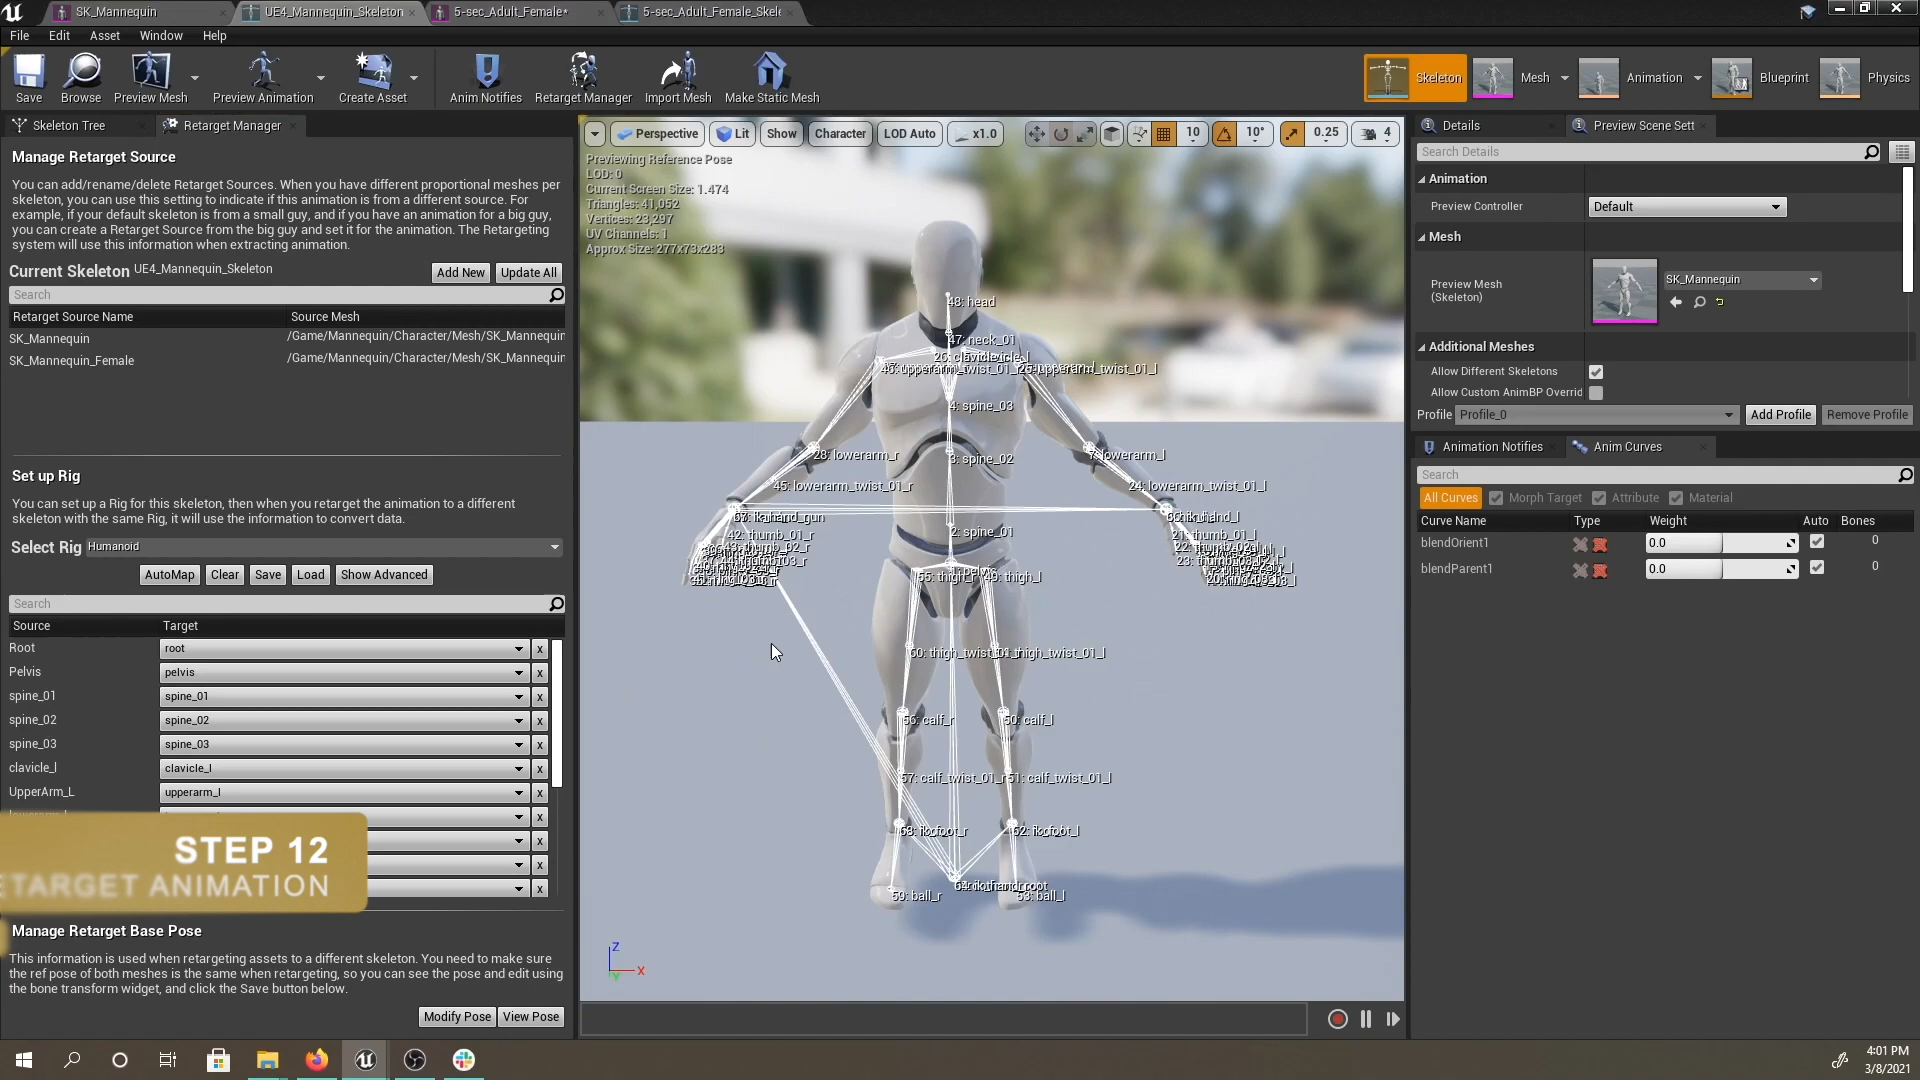 SK_Mannequin
UE4_Mannequin_Skeleton
5-sec_Adult_Female*
5-sec_Adult_Female_Skel
File Edit Asset Window Help
Save
Browse
Preview Mesh
Preview Animation
Create Asset
Anim Notifies
Retarget Manager
Import Mesh
Make Static Mesh
Skeleton
Mesh
Animation
Blueprint
Physics
Skeleton Tree
Retarget Manager
Manage Retarget Source
You can add/rename/delete Retarget Sources. When you have different proportional meshes per
skeleton, you can use this setting to indicate if this animation is from a different source. For
example, if your default skeleton is from a small guy, and if you have an animation for a big guy,
you can create a Retarget Source from the big guy and set it for the animation. The Retargeting
system will use this information when extracting animation.
Current Skeleton UE4_Mannequin_Skeleton
Add New
Update All
Search
Retarget Source Name Source Mesh
SK_Mannequin /Game/Mannequin/Character/Mesh/SK_Mannequin
SK_Mannequin_Female /Game/Mannequin/Character/Mesh/SK_Mannequin
Set up Rig
You can set up a Rig for this skeleton, then when you retarget the animation to a different
skeleton with the same Rig, it will use the information to convert data.
Select Rig Humanoid
AutoMap Clear Save Load Show Advanced
Search
Source Target
Root root x
Pelvis pelvis x
spine_01 spine_01 x
spine_02 spine_02 x
spine_03 spine_03 x
clavicle_l clavicle_l x
UpperArm_L upperarm_l x
x
x
x
x
STEP 12
ETARGET ANIMATION
Manage Retarget Base Pose
This information is used when retargeting assets to a different skeleton. You need to make sure
the ref pose of both meshes is the same when retargeting, so you can see the pose and edit using
the bone transform widget, and click the Save button below.
Modify Pose View Pose
Perspective Lit Show Character LOD Auto x1.0 10 10° 0.25 4
Previewing Reference Pose
LOD: 0
Current Screen Size: 1.474
Triangles: 41,052
Vertices: 23,297
UV Channels: 1
Approx Size: 277x73x283
48: head
47: neck_01
4: spine_03
28: lowerarm_r
3: spine_02
7: lowerarm_l
45: lowerarm_twist_01_r
24: lowerarm_twist_01_l
2: spine_01
42: thumb_01_r
21: thumb_01_l
55: thigh_r
49: thigh_l
60: thigh_twist_01_r
56: calf_r
50: calf_l
57: calf_twist_01_r
51: calf_twist_01_l
59: ball_r
53: ball_l
Z
X
Y
Details
Preview Scene Sett
Search Details
Animation
Preview Controller Default
Mesh
Preview Mesh
(Skeleton)
SK_Mannequin
Additional Meshes
Allow Different Skeletons
Allow Custom AnimBP Overrid
Profile Profile_0 Add Profile Remove Profile
Animation Notifies
Anim Curves
Search
All Curves Morph Target Attribute Material
Curve Name Type Weight Auto Bones
blendOrient1 0.0 0
blendParent1 0.0 0
4:01 PM
3/8/2021